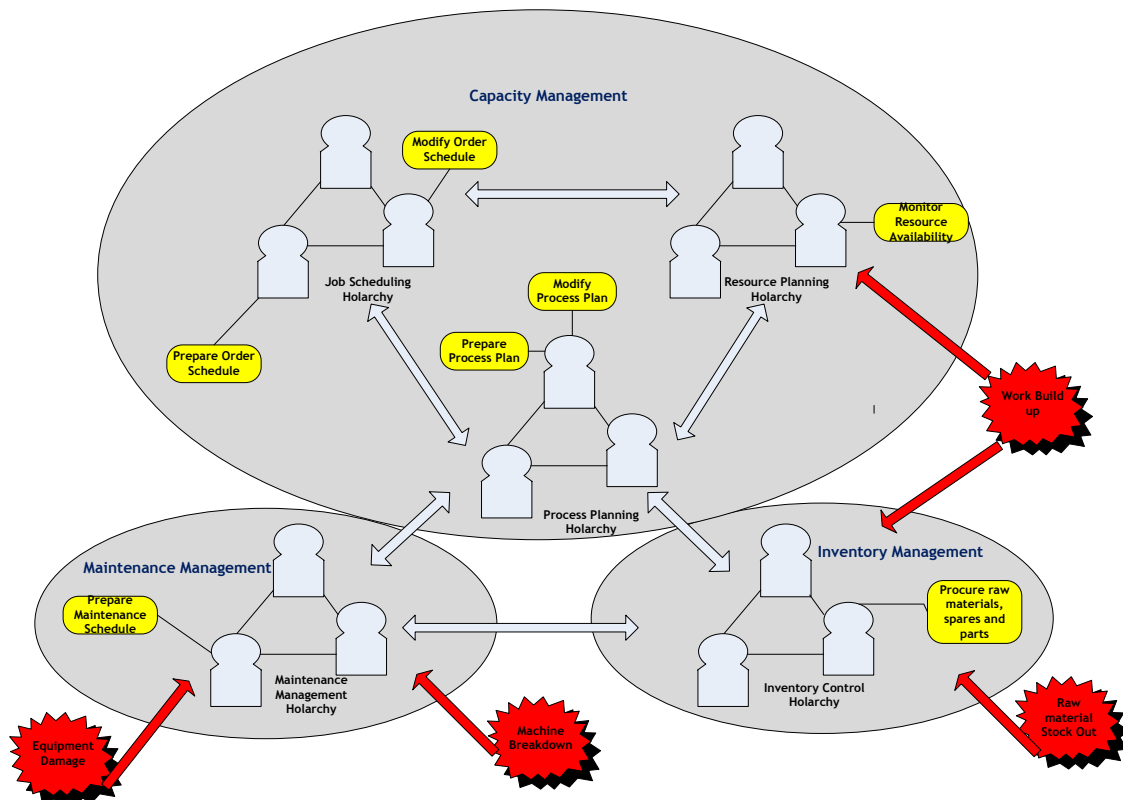 Capacity Management
Modify Order
Schedule
Monitor
Resource
Availability
Job Scheduling
Holarchy
Modify
Process Plan
Resource Planning
Holarchy
Prepare Order
Schedule
Prepare
Process Plan
Work Build
up
l
Process Planning
Holarchy
Maintenance Management
Inventory Management
Prepare
Maintenance
Schedule
Procure raw
materials,
spares and
parts
Maintenance
Management
Holarchy
Inventory Control
Holarchy
Equipment
Damage
Machine
Breakdown
Raw
material
Stock Out